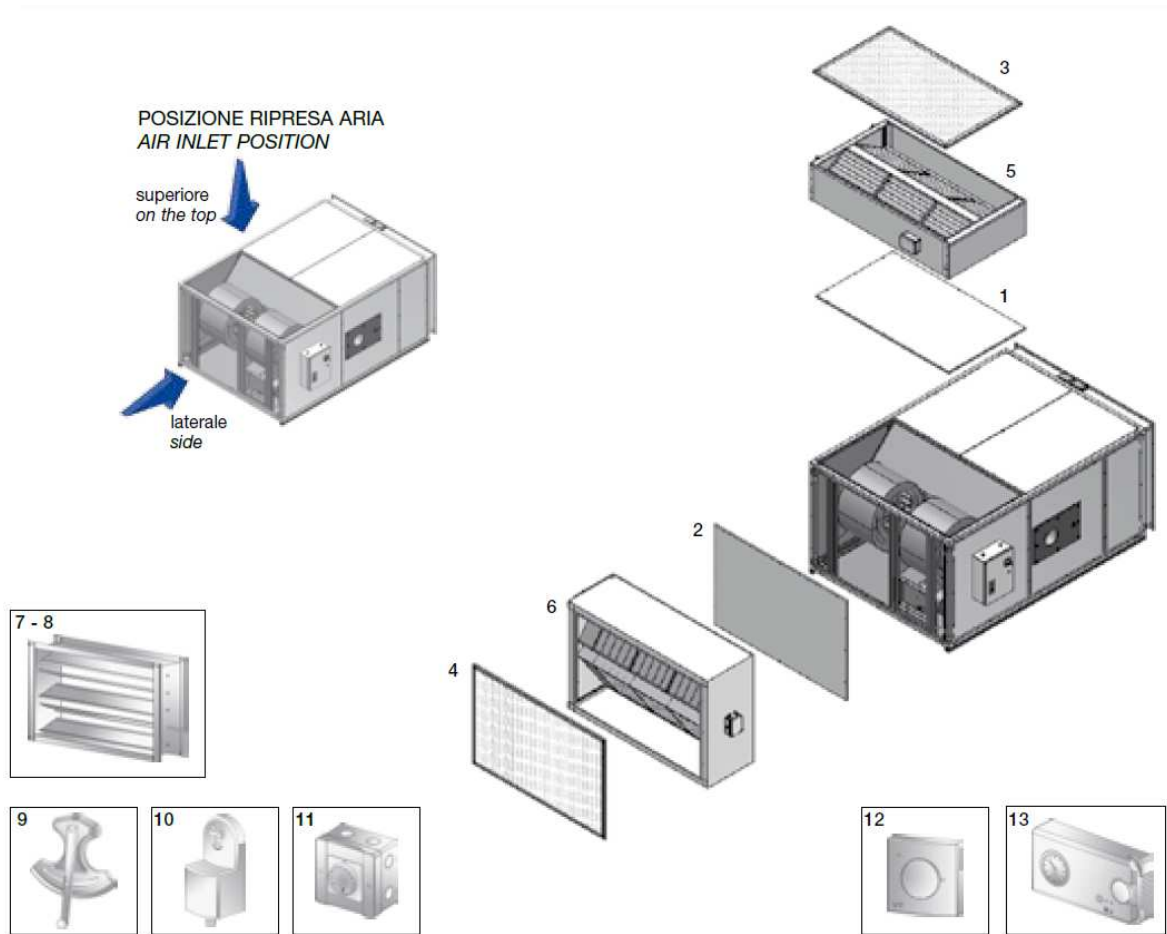 POSIZIONE RIPRESA ARIA
AIR INLET POSITION
superiore
on the top
laterale
side
3
5
1
2
6
4
7 - 8
9
10
11
12
13